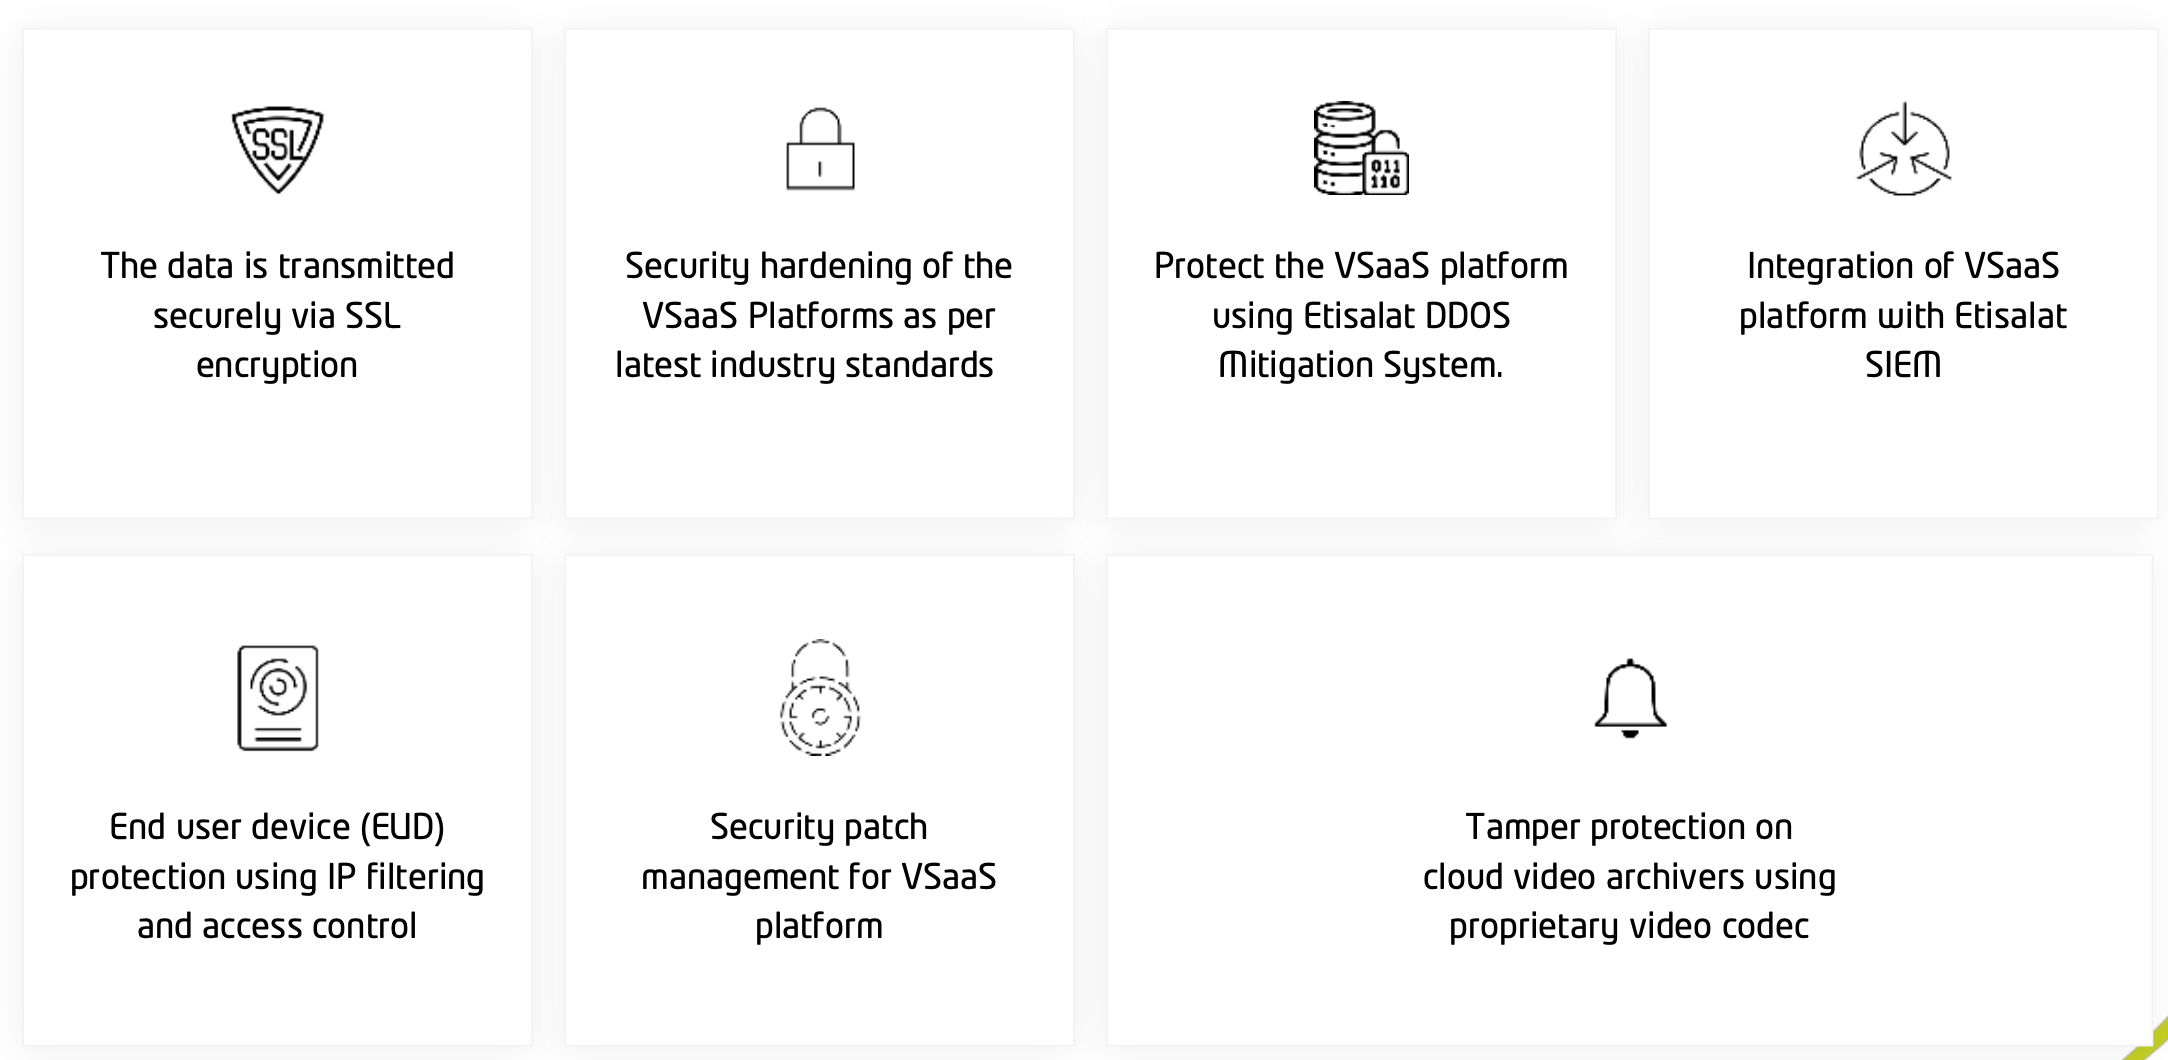 SSL
The data is transmitted
securely via SSL
encryption
Security hardening of the
VSaaS Platforms as per
latest industry standards
011
110
Protect the VSaaS platform
using Etisalat DDOS
Mitigation System.
Integration of VSaaS
platform with Etisalat
SIEM
End user device (EUD)
protection using IP filtering
and access control
Security patch
management for VSaaS
platform
Tamper protection on
cloud video archivers using
proprietary video codec